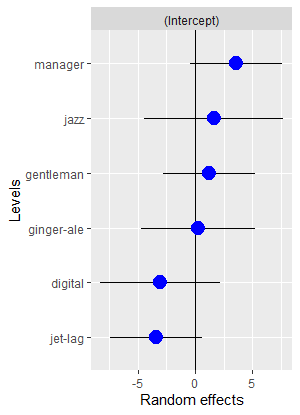 (Intercept)
manager
jazz
gentleman
ginger-ale
digital
jet-lag
Levels
-5
0
5
Random effects